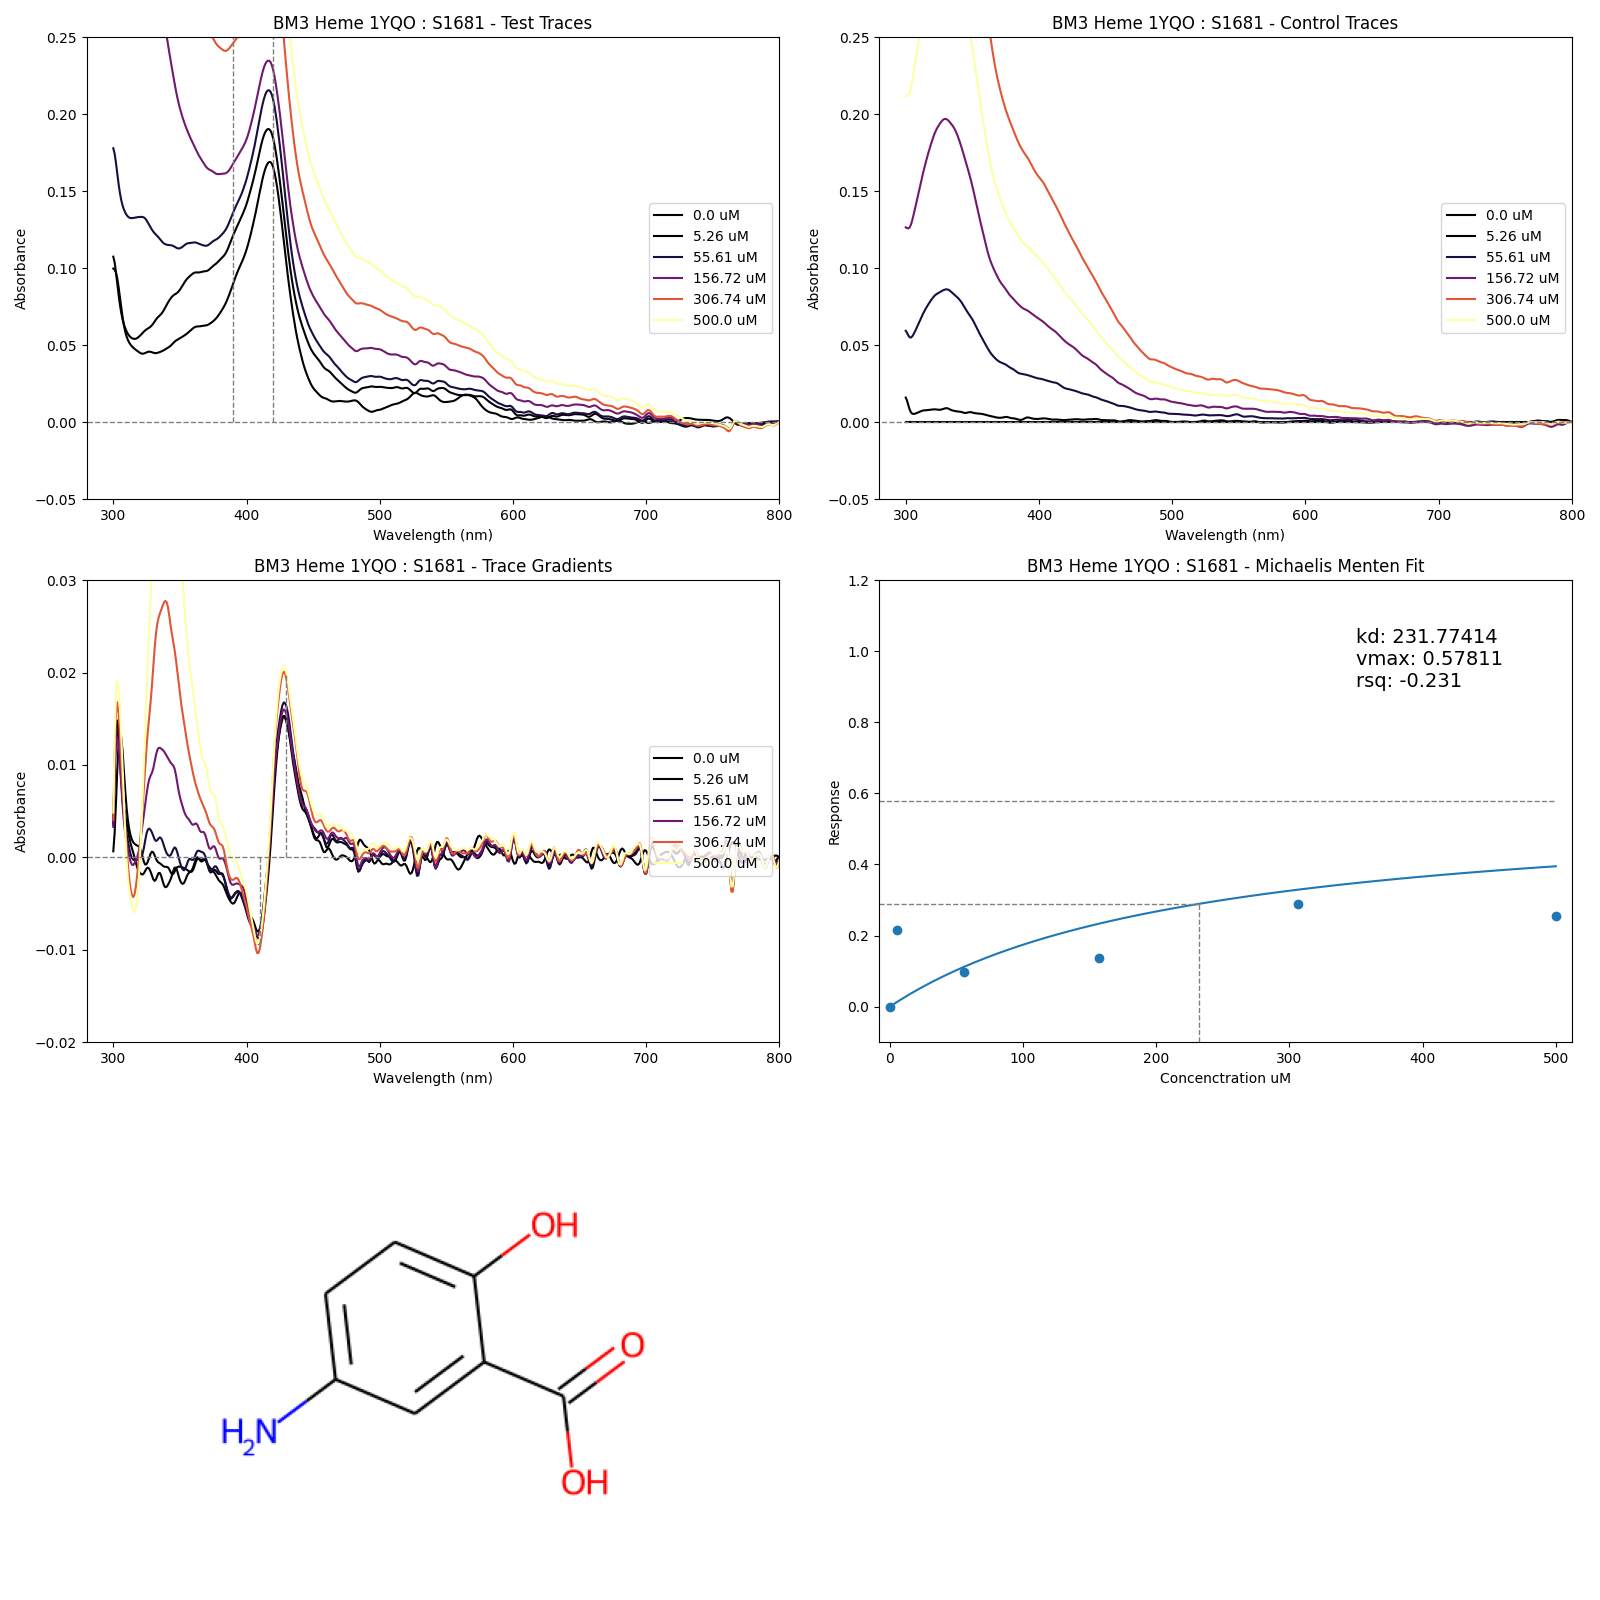 BM3 Heme 1YQO : S1681 - Test Traces
0.25
0.20
0.15
0.10
0.05
0.00
−0.05
Absorbance
300 400 500 600 700 800
Wavelength (nm)
0.0 uM
5.26 uM
55.61 uM
156.72 uM
306.74 uM
500.0 uM
BM3 Heme 1YQO : S1681 - Control Traces
0.25
0.20
0.15
0.10
0.05
0.00
−0.05
Absorbance
300 400 500 600 700 800
Wavelength (nm)
0.0 uM
5.26 uM
55.61 uM
156.72 uM
306.74 uM
500.0 uM
BM3 Heme 1YQO : S1681 - Trace Gradients
0.03
0.02
0.01
0.00
−0.01
−0.02
Absorbance
300 400 500 600 700 800
Wavelength (nm)
0.0 uM
5.26 uM
55.61 uM
156.72 uM
306.74 uM
500.0 uM
BM3 Heme 1YQO : S1681 - Michaelis Menten Fit
1.2
1.0
0.8
0.6
0.4
0.2
0.0
Response
0 100 200 300 400 500
Concenctration uM
kd: 231.77414
vmax: 0.57811
rsq: -0.231
OH
O
H2N
OH